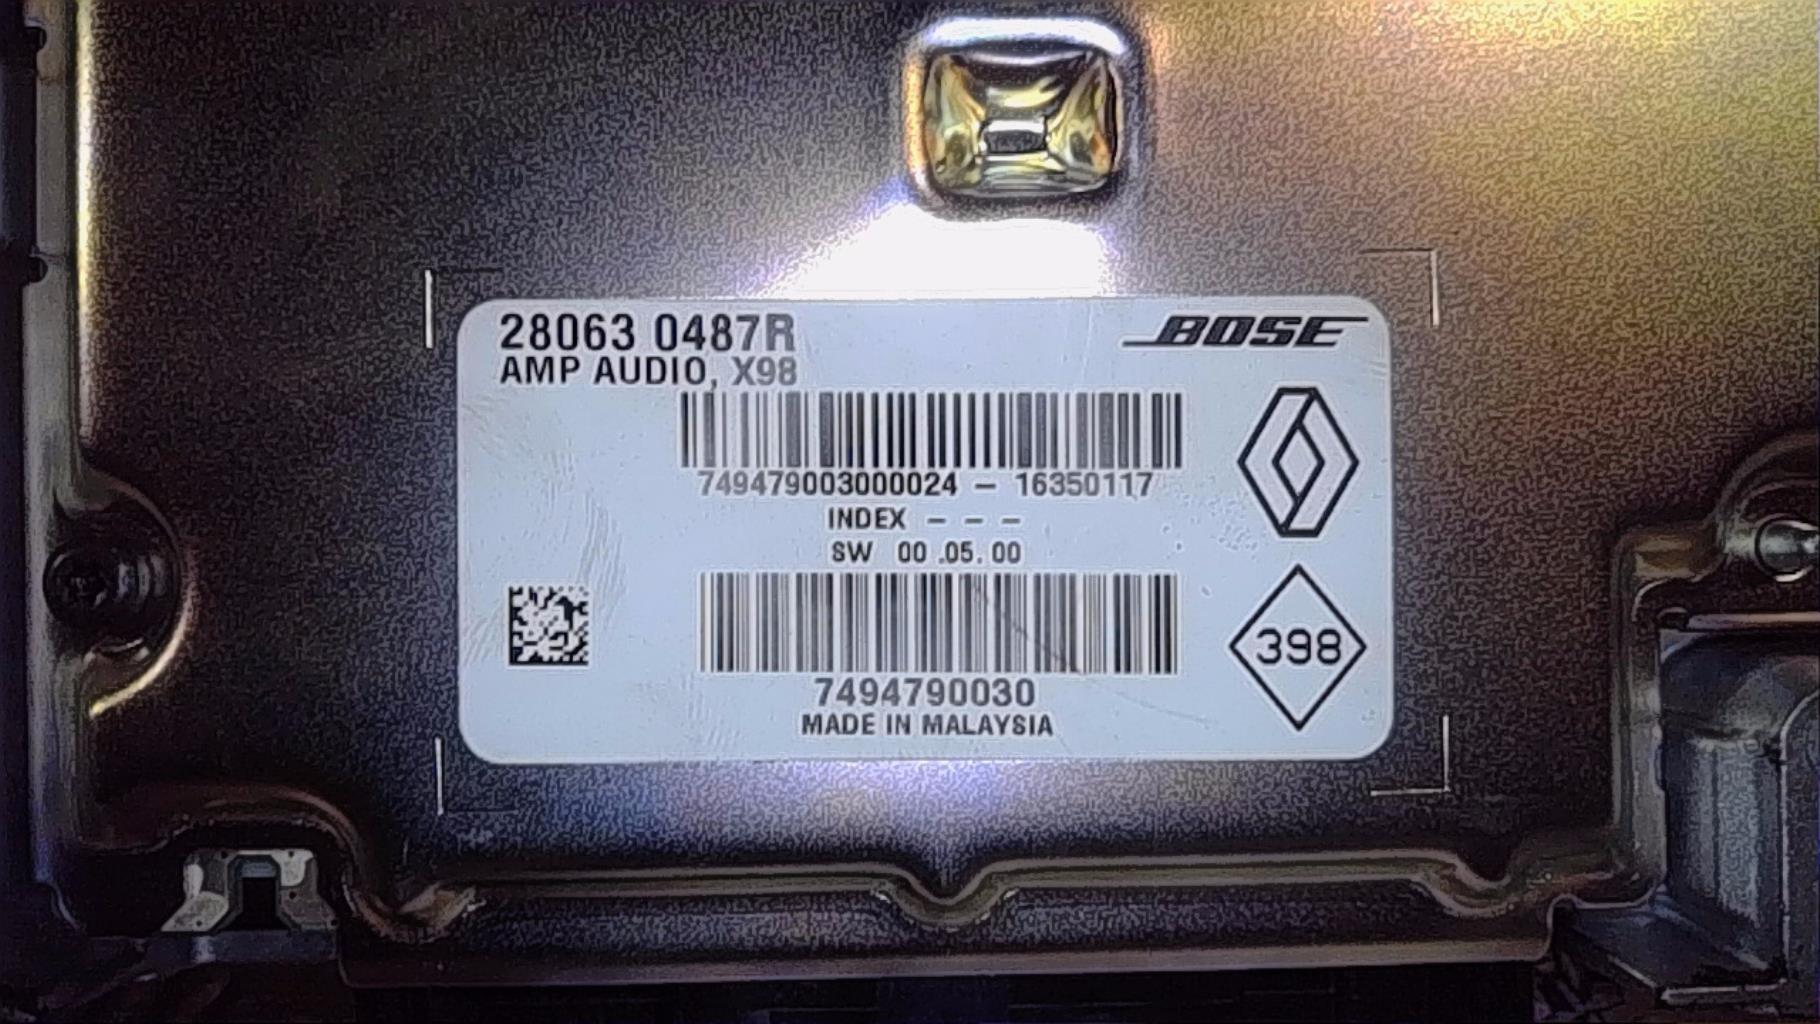 28063 0487R
BOSE
AMP AUDIO, X98
749479003000024 – 16350117
INDEX – – –
SW 00 .05. 00
398
7494790030
MADE IN MALAYSIA